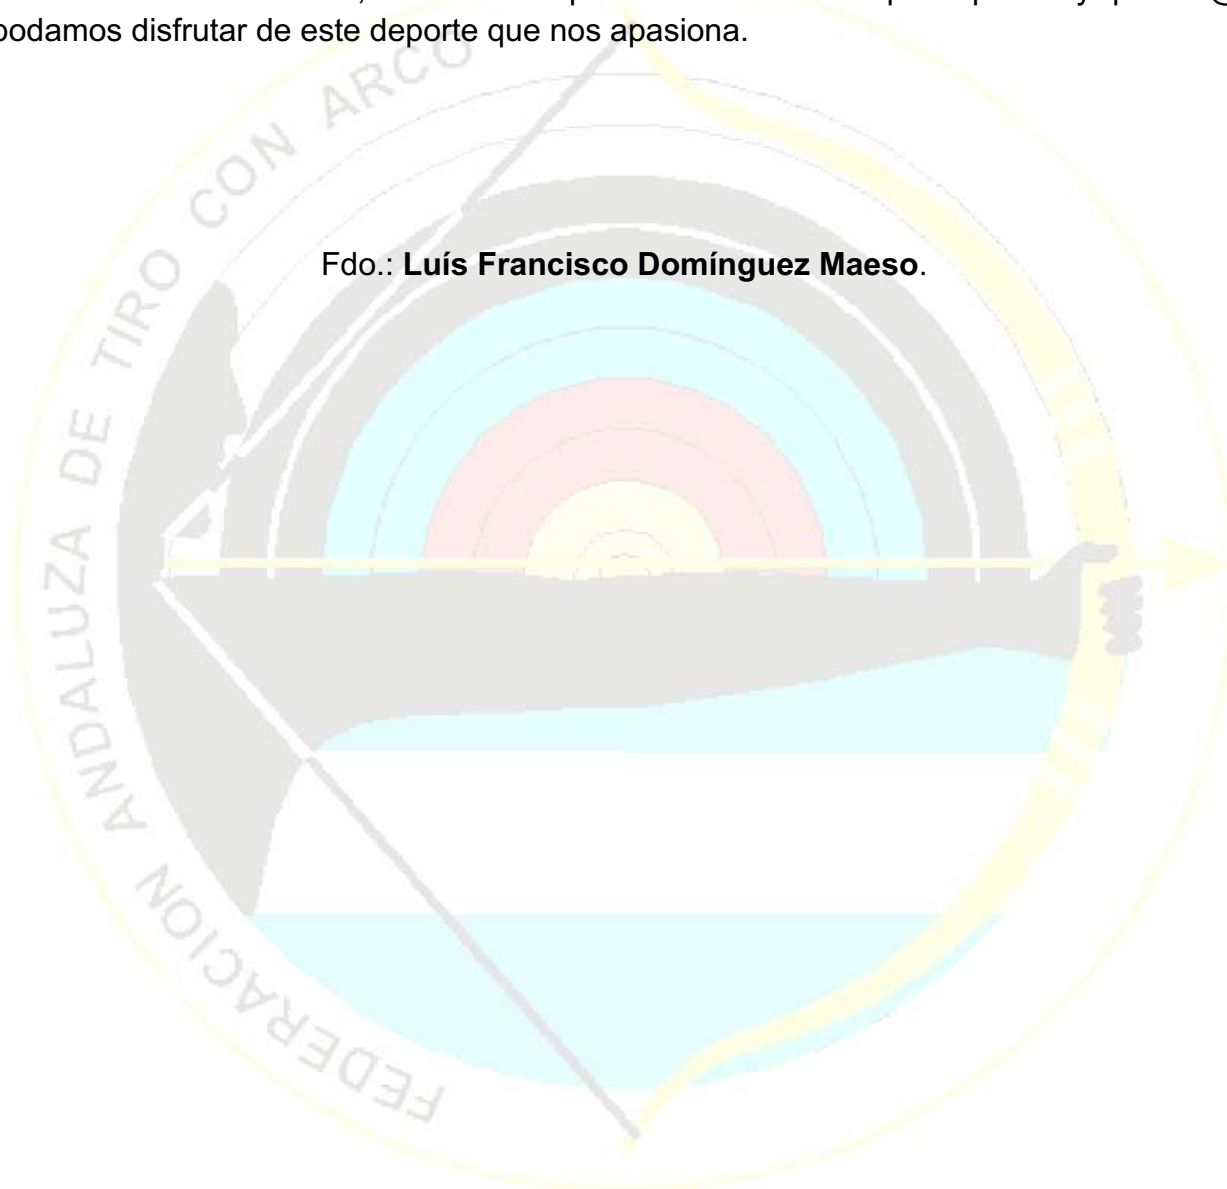 podamos disfrutar de este deporte que nos apasiona.
FEDERACION ANDALUZA DE TIRO CON ARCO
Fdo.: Luís Francisco Domínguez Maeso.